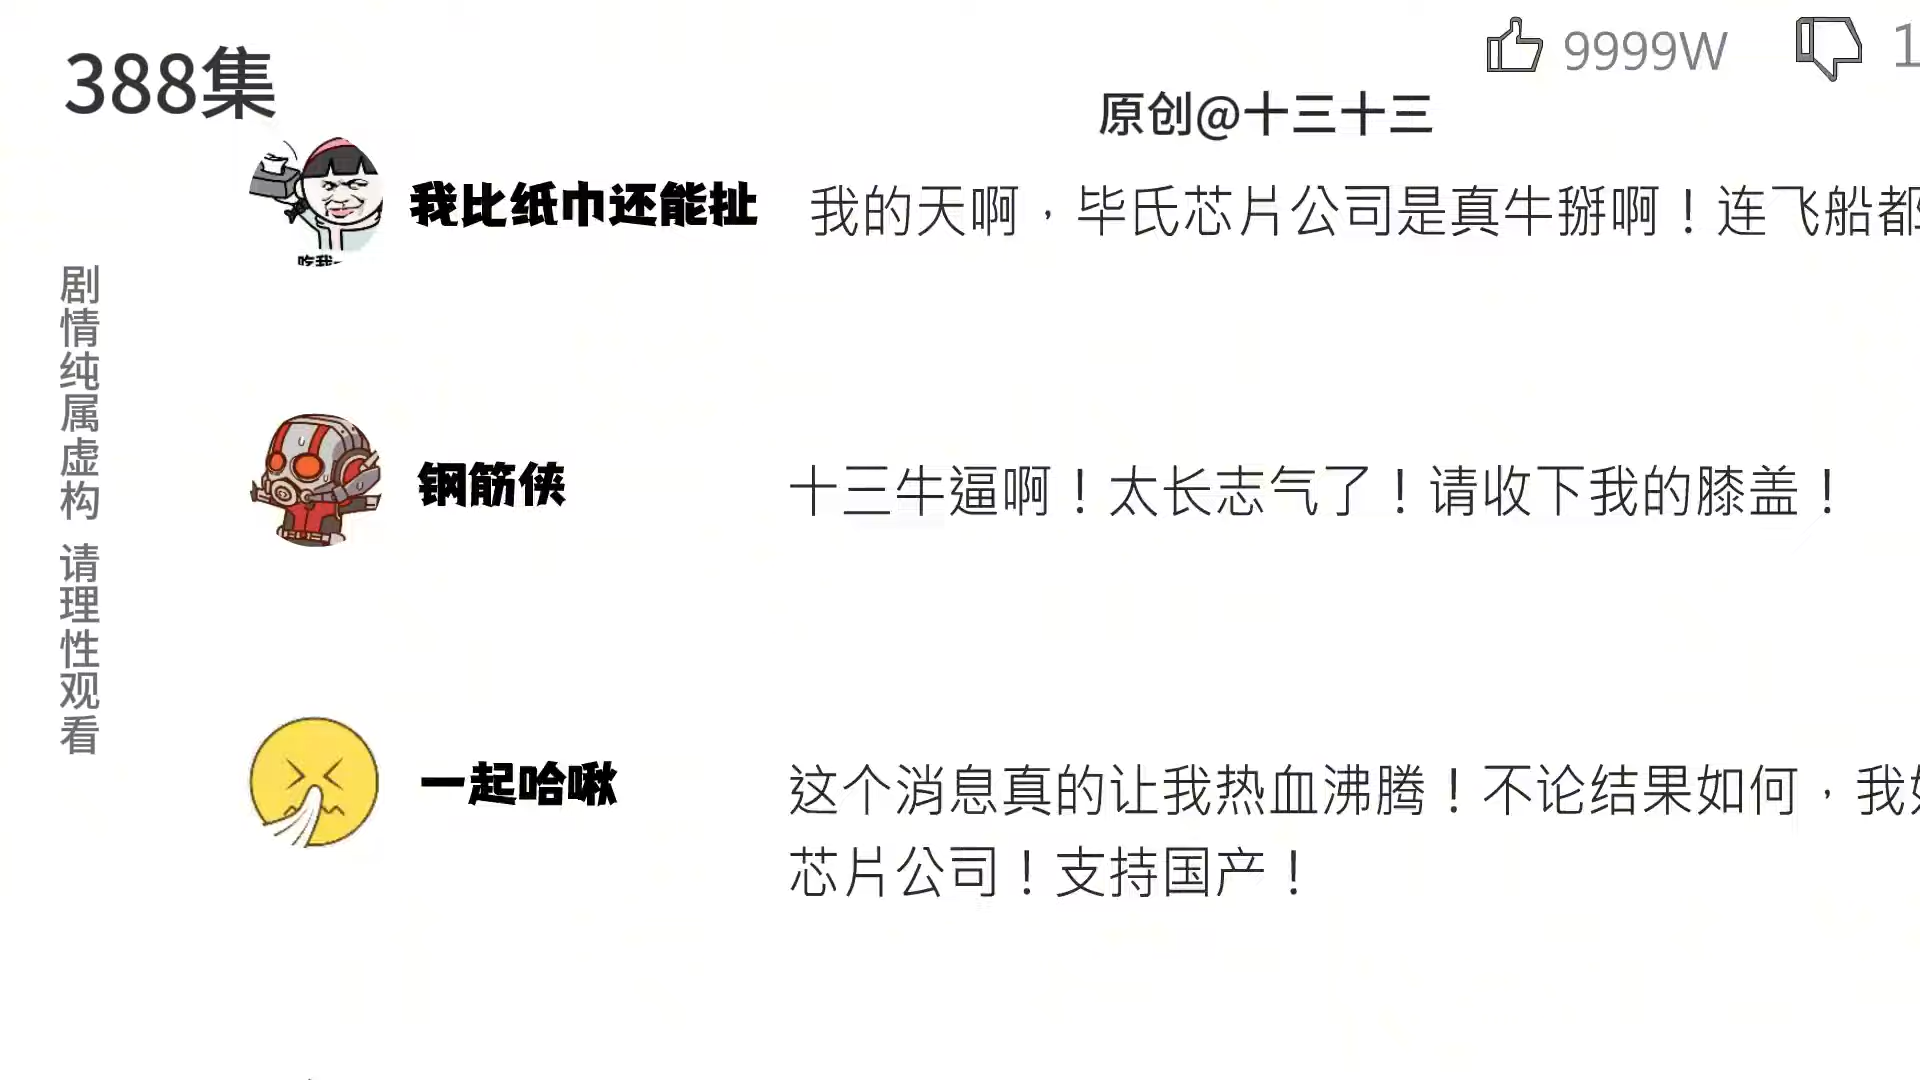 388集
9999W
1
原创@十三十三
我比纸巾还能扯
我的天啊，毕氏芯片公司是真牛掰啊！连飞船都
吃我
剧情纯属虚构 请理性观看
钢筋侠
十三牛逼啊！太长志气了！请收下我的膝盖！
一起哈啾
这个消息真的让我热血沸腾！不论结果如何，我
芯片公司！支持国产！